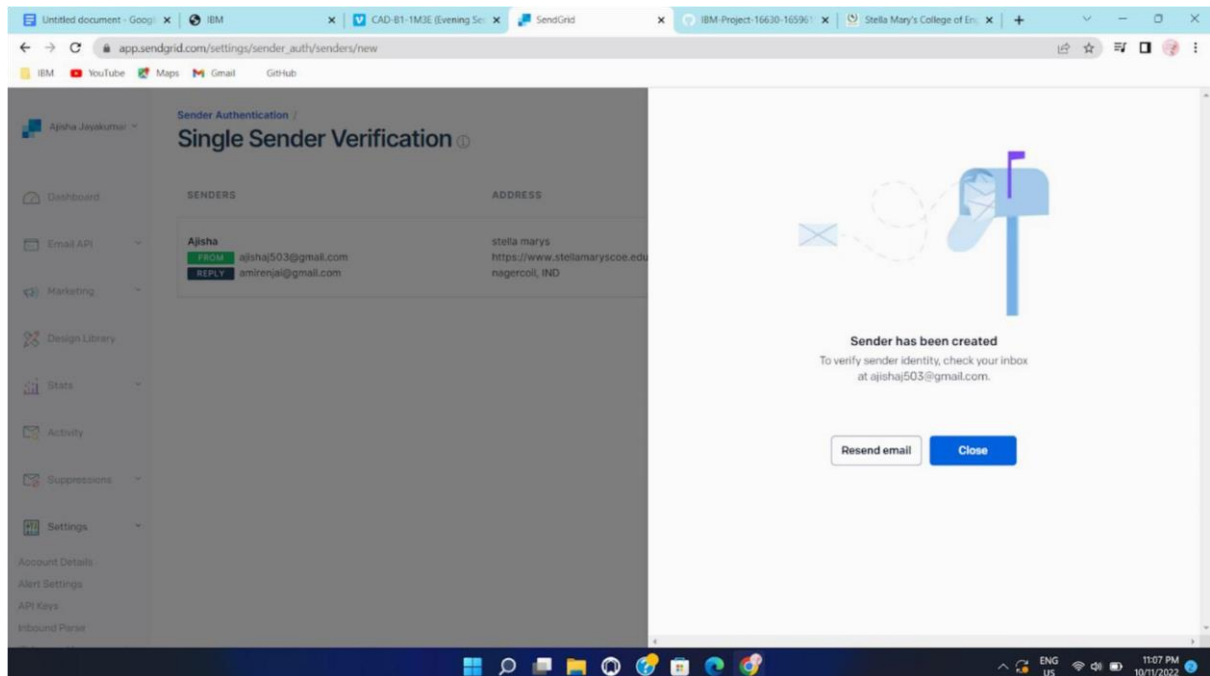 Untitled document - Googl
IBM
CAD-B1-1M3E (Evening Ses
SendGrid
IBM-Project-16630-165961
Stella Mary's College of Eng
app.sendgrid.com/settings/sender_auth/senders/new
IBM
YouTube
Maps
Gmail
GitHub
Ajisha Jayakumar
Sender Authentication /
Single Sender Verification
Dashboard
Email API
Marketing
Design Library
Stats
Activity
Suppressions
Settings
Account Details
Alert Settings
API Keys
Inbound Parse
SENDERS
ADDRESS
Ajisha
FROM ajishaj503@gmail.com
REPLY amirenjai@gmail.com
stella marys
https://www.stellamaryscoe.edu
nagercoil, IND
Sender has been created
To verify sender identity, check your inbox
at ajishaj503@gmail.com.
Resend email
Close
ENG
US
11:07 PM
10/11/2022
2